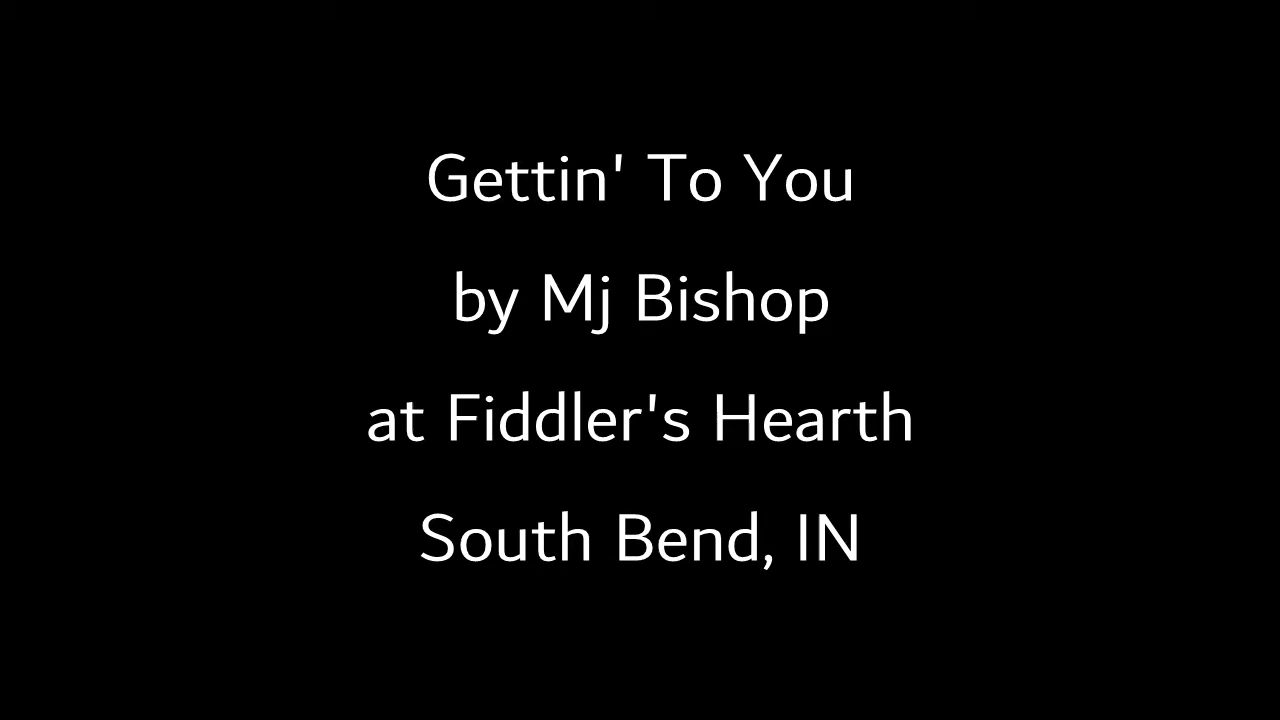 Gettin' To You
by Mj Bishop
at Fiddler's Hearth
South Bend, IN